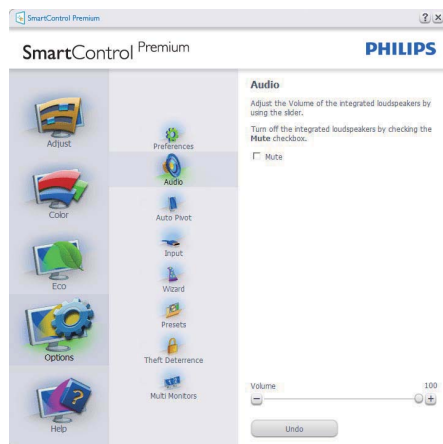 SmartControl Premium
SmartControl Premium
PHILIPS
Adjust
Color
Eco
Options
Help
Preferences
Audio
Auto Pivot
Input
Wizard
Presets
Theft Deterrence
Multi Monitors
Audio
Adjust the Volume of the integrated loudspeakers by
using the slider.
Turn off the integrated loudspeakers by checking the
Mute checkbox.
Mute
Volume 100
Undo